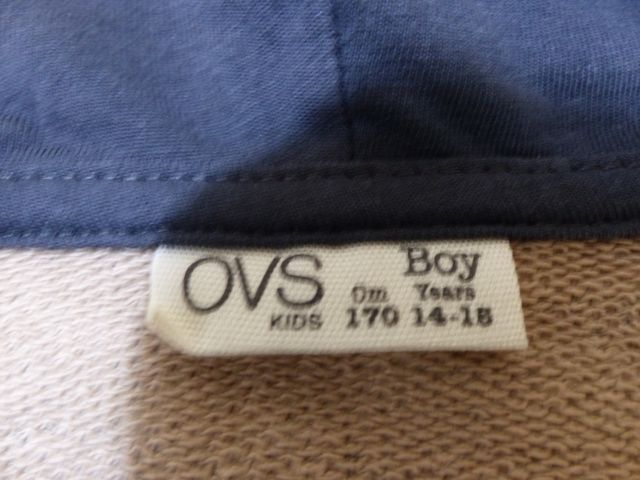 OVS
KIDS
Boy
Cm Years
170 14-15